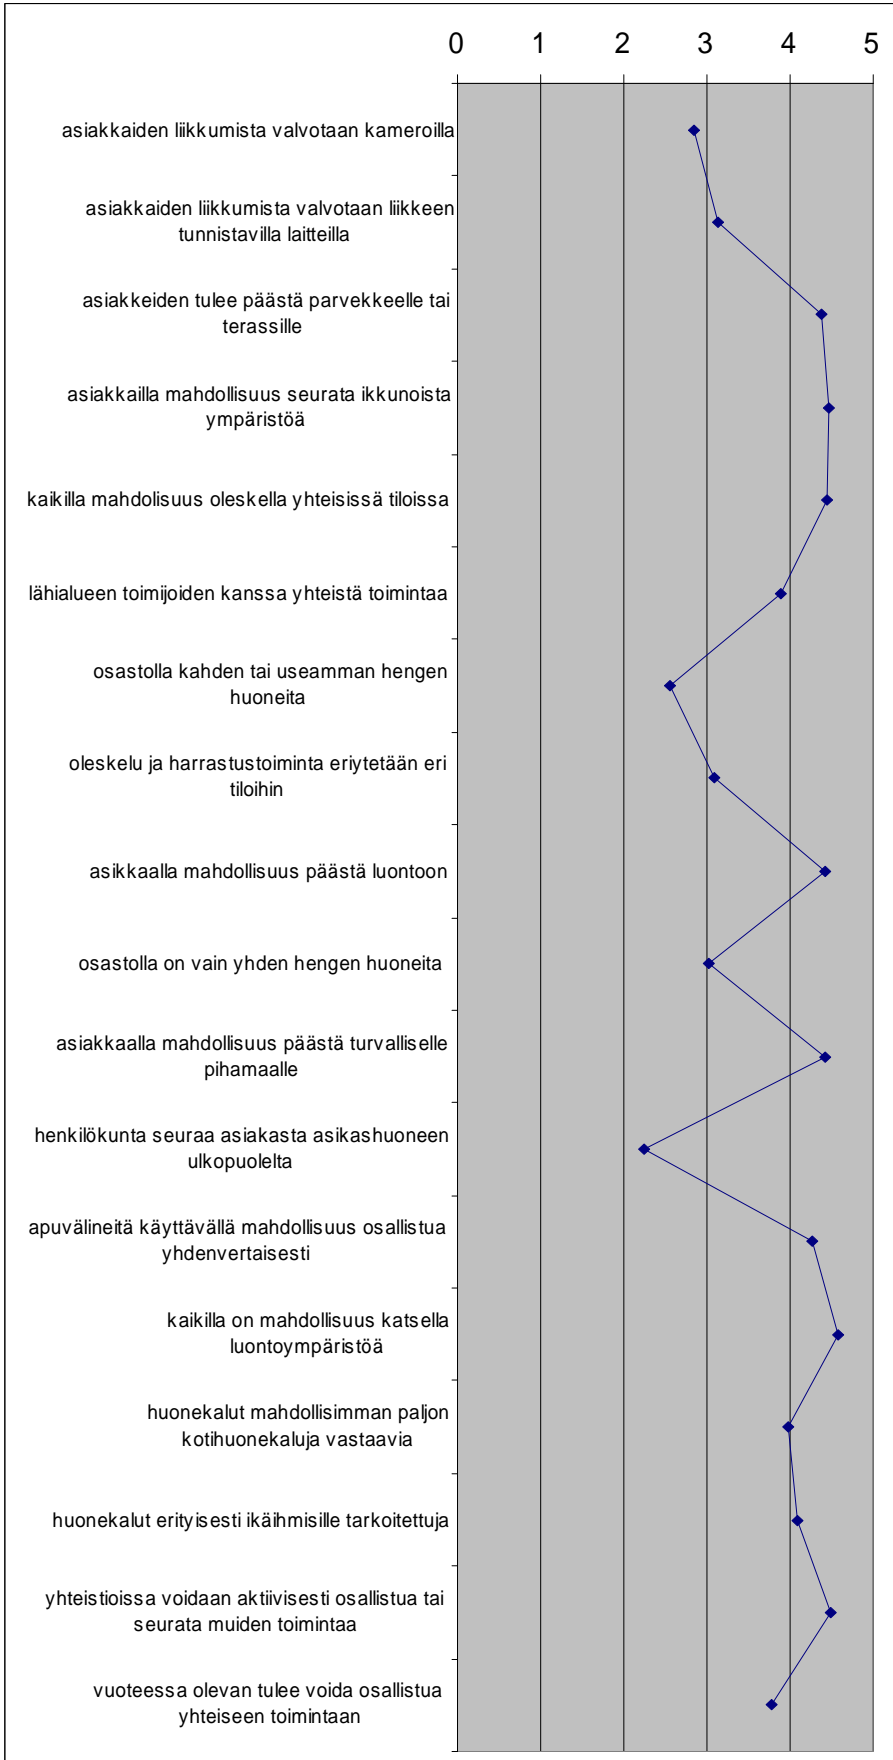 0 1 2 3 4 5
asiakkaiden liikkumista valvotaan kameroilla
asiakkaiden liikkumista valvotaan liikkeen
tunnistavilla laitteilla
asiakkeiden tulee päästä parvekkeelle tai
terassille
asiakkailla mahdollisuus seurata ikkunoista
ympäristöä
kaikilla mahdolisuus oleskella yhteisissä tiloissa
lähialueen toimijoiden kanssa yhteistä toimintaa
osastolla kahden tai useamman hengen
huoneita
oleskelu ja harrastustoiminta eriytetään eri
tiloihin
asikkaalla mahdollisuus päästä luontoon
osastolla on vain yhden hengen huoneita
asiakkaalla mahdollisuus päästä turvalliselle
pihamaalle
henkilökunta seuraa asiakasta asikashuoneen
ulkopuolelta
apuvälineitä käyttävällä mahdollisuus osallistua
yhdenvertaisesti
kaikilla on mahdollisuus katsella
luontoympäristöä
huonekalut mahdollisimman paljon
kotihuonekaluja vastaavia
huonekalut erityisesti ikäihmisille tarkoitettuja
yhteistioissa voidaan aktiivisesti osallistua tai
seurata muiden toimintaa
vuoteessa olevan tulee voida osallistua
yhteiseen toimintaan